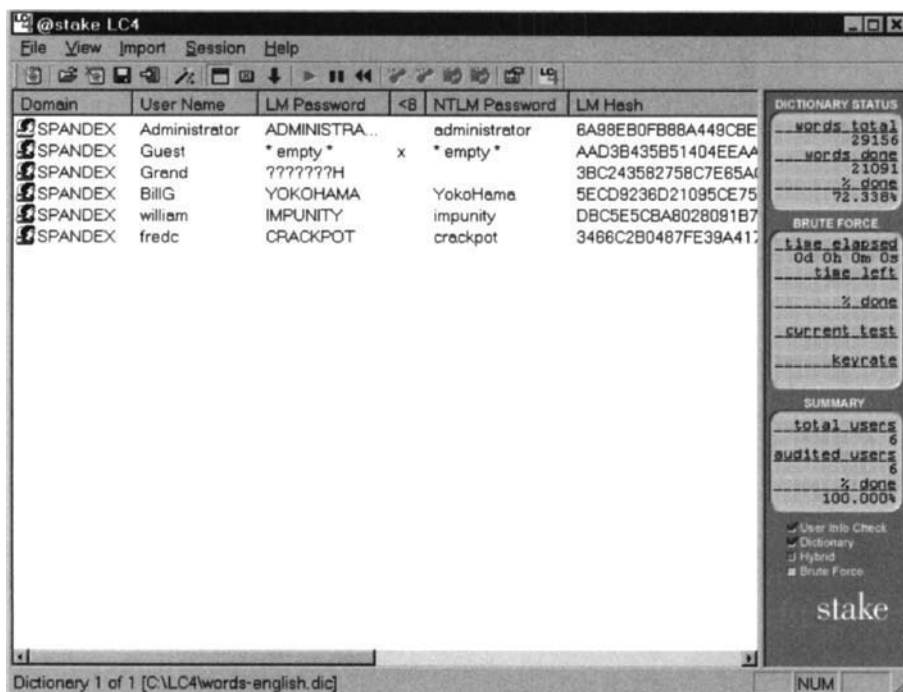 @stake LC4
File View Import Session Help
Domain User Name LM Password <8 NTLM Password LM Hash
SPANDEX Administrator ADMINISTRA... administrator 6A98EB0FB88A449CBE
SPANDEX Guest * empty * x * empty * AAD3B435B51404EEAA
SPANDEX Grand ???????H 3BC243582758C7E65A
SPANDEX BillG YOKOHAMA YokoHama 5ECD9236D21095CE75
SPANDEX william IMPUNITY impunity DBC5E5CBA8028091B7
SPANDEX fredc CRACKPOT crackpot 3466C2B0487FE39A417
DICTIONARY STATUS
words total
29156
words done
21091
% done
72.338%
BRUTE FORCE
time elapsed
0d 0h 0m 0s
time left
% done
current test
keyrate
SUMMARY
total users
6
audited users
6
% done
100.000%
User Info Check
Dictionary
Hybrid
Brute Force
@stake
Dictionary 1 of 1 [C:\LC4\words-english.dic]
NUM